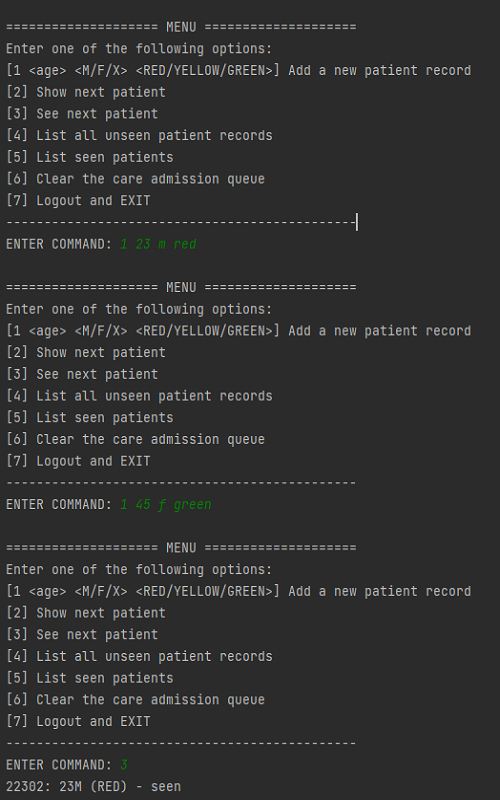 ==================== MENU ====================
Enter one of the following options:
[1 <age> <M/F/X> <RED/YELLOW/GREEN>] Add a new patient record
[2] Show next patient
[3] See next patient
[4] List all unseen patient records
[5] List seen patients
[6] Clear the care admission queue
[7] Logout and EXIT
----------------------------------------------
ENTER COMMAND: 1 23 m red
==================== MENU ====================
Enter one of the following options:
[1 <age> <M/F/X> <RED/YELLOW/GREEN>] Add a new patient record
[2] Show next patient
[3] See next patient
[4] List all unseen patient records
[5] List seen patients
[6] Clear the care admission queue
[7] Logout and EXIT
----------------------------------------------
ENTER COMMAND: 1 45 f green
==================== MENU ====================
Enter one of the following options:
[1 <age> <M/F/X> <RED/YELLOW/GREEN>] Add a new patient record
[2] Show next patient
[3] See next patient
[4] List all unseen patient records
[5] List seen patients
[6] Clear the care admission queue
[7] Logout and EXIT
----------------------------------------------
ENTER COMMAND: 3
22302: 23M (RED) - seen